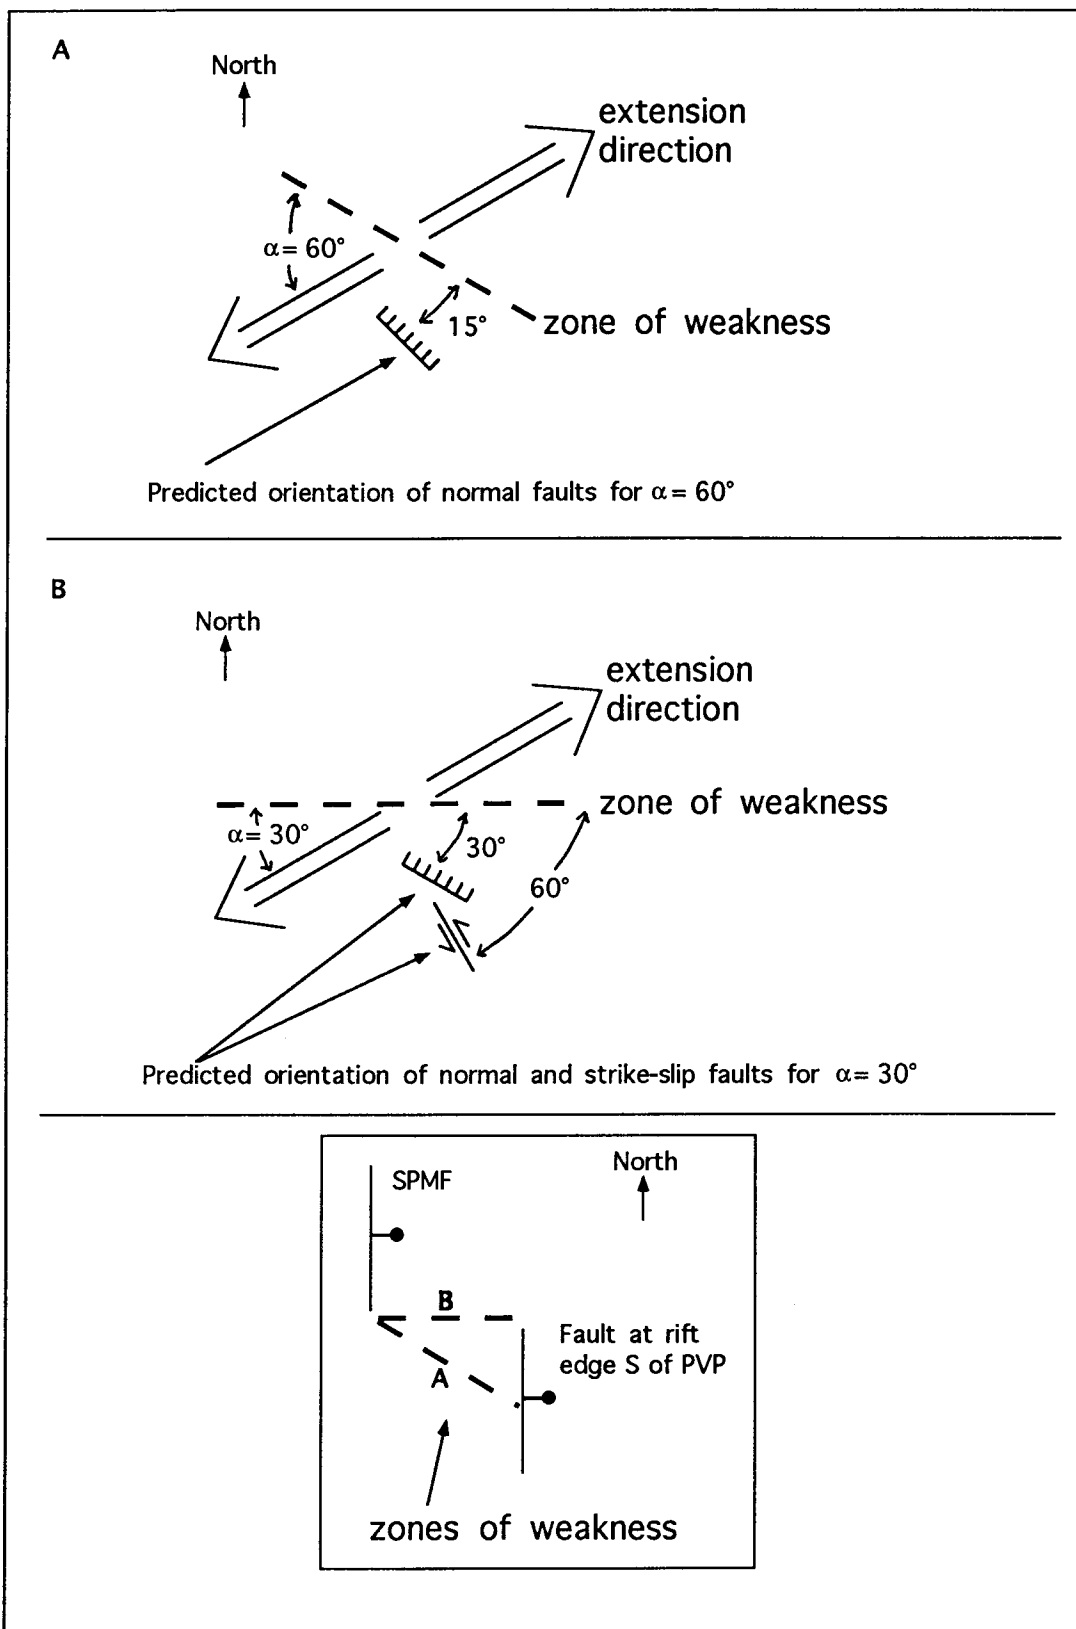 A
North
extension
direction
α= 60°
15°
zone of weakness
Predicted orientation of normal faults for α= 60°
B
North
extension
direction
zone of weakness
α= 30°
30°
60°
Predicted orientation of normal and strike-slip faults for α= 30°
North
SPMF
B
Fault at rift
edge S of PVP
A
zones of weakness